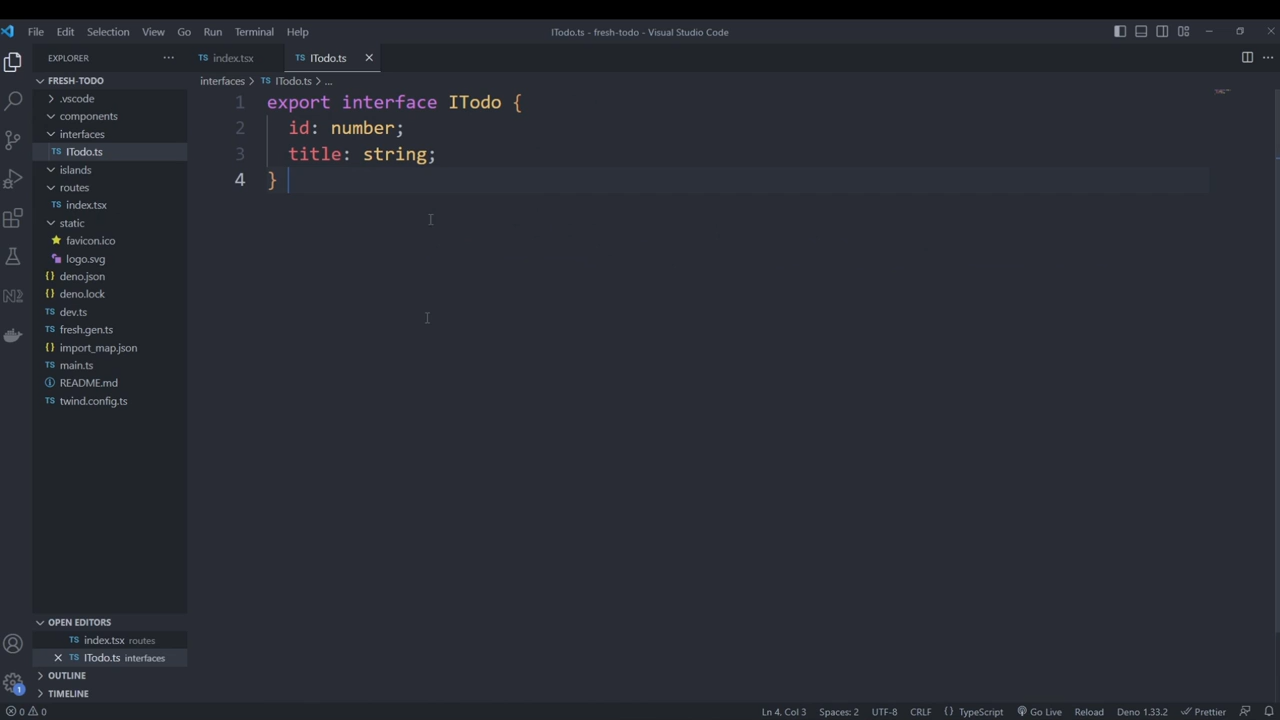 File Edit Selection View Go Run Terminal Help
ITodo.ts - fresh-todo - Visual Studio Code
EXPLORER
TS index.tsx
TS ITodo.ts
FRESH-TODO
interfaces > TS ITodo.ts > ...
.vscode
components
interfaces
TS ITodo.ts
islands
routes
TS index.tsx
static
favicon.ico
logo.svg
{} deno.json
{} deno.lock
TS dev.ts
TS fresh.gen.ts
{} import_map.json
TS main.ts
README.md
TS twind.config.ts
1 export interface ITodo {
2 id: number;
3 title: string;
4 }
OPEN EDITORS
TS index.tsx routes
TS ITodo.ts interfaces
OUTLINE
TIMELINE
1
0 0
Ln 4, Col 3
Spaces: 2
UTF-8
CRLF
{} TypeScript
Go Live
Reload
Deno 1.33.2
Prettier